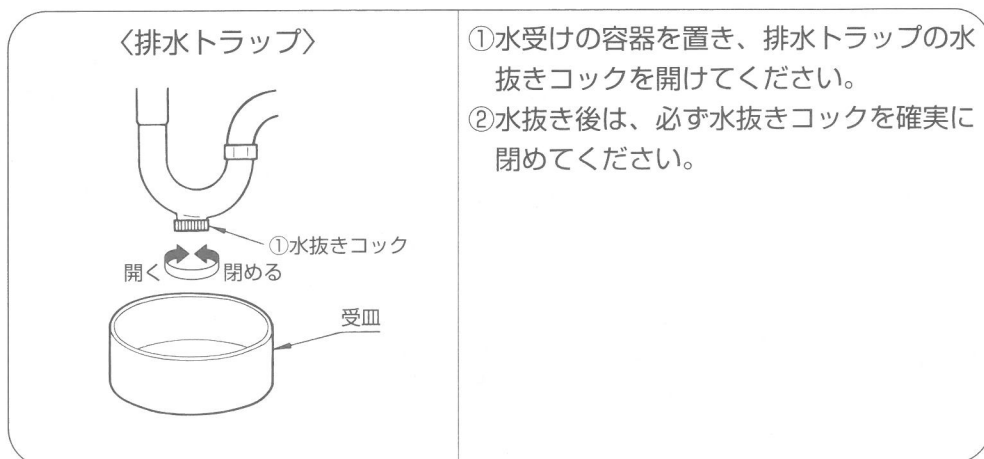 〈排水トラップ〉
①水抜きコック
開く 閉める
受皿
①水受けの容器を置き、排水トラップの水
抜きコックを開けてください。
②水抜き後は、必ず水抜きコックを確実に
閉めてください。